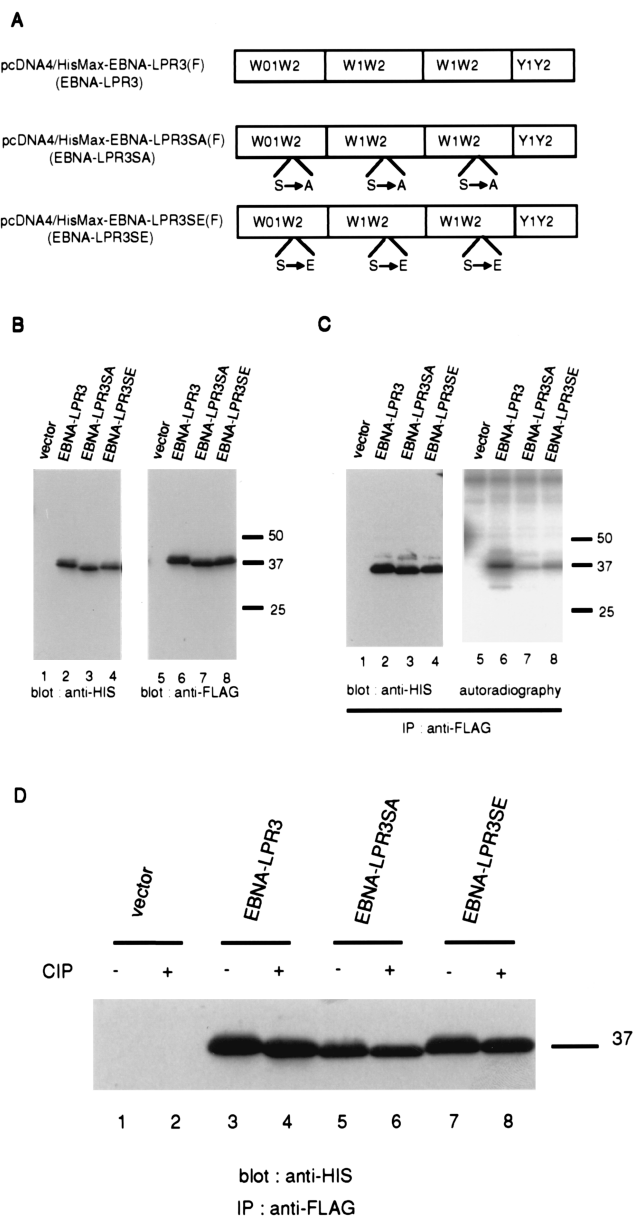 A
pcDNA4/HisMax-EBNA-LPR3(F)
(EBNA-LPR3)
W01W2 W1W2 W1W2 Y1Y2
pcDNA4/HisMax-EBNA-LPR3SA(F)
(EBNA-LPR3SA)
W01W2 W1W2 W1W2 Y1Y2
S→A S→A S→A
pcDNA4/HisMax-EBNA-LPR3SE(F)
(EBNA-LPR3SE)
W01W2 W1W2 W1W2 Y1Y2
S→E S→E S→E
B
vector EBNA-LPR3 EBNA-LPR3SA EBNA-LPR3SE
vector EBNA-LPR3 EBNA-LPR3SA EBNA-LPR3SE
50
37
25
1 2 3 4
blot : anti-HIS
5 6 7 8
blot : anti-FLAG
C
vector EBNA-LPR3 EBNA-LPR3SA EBNA-LPR3SE
vector EBNA-LPR3 EBNA-LPR3SA EBNA-LPR3SE
50
37
25
1 2 3 4
blot : anti-HIS
5 6 7 8
autoradiography
IP : anti-FLAG
D
vector EBNA-LPR3 EBNA-LPR3SA EBNA-LPR3SE
CIP - + - + - + - +
37
1 2 3 4 5 6 7 8
blot : anti-HIS
IP : anti-FLAG